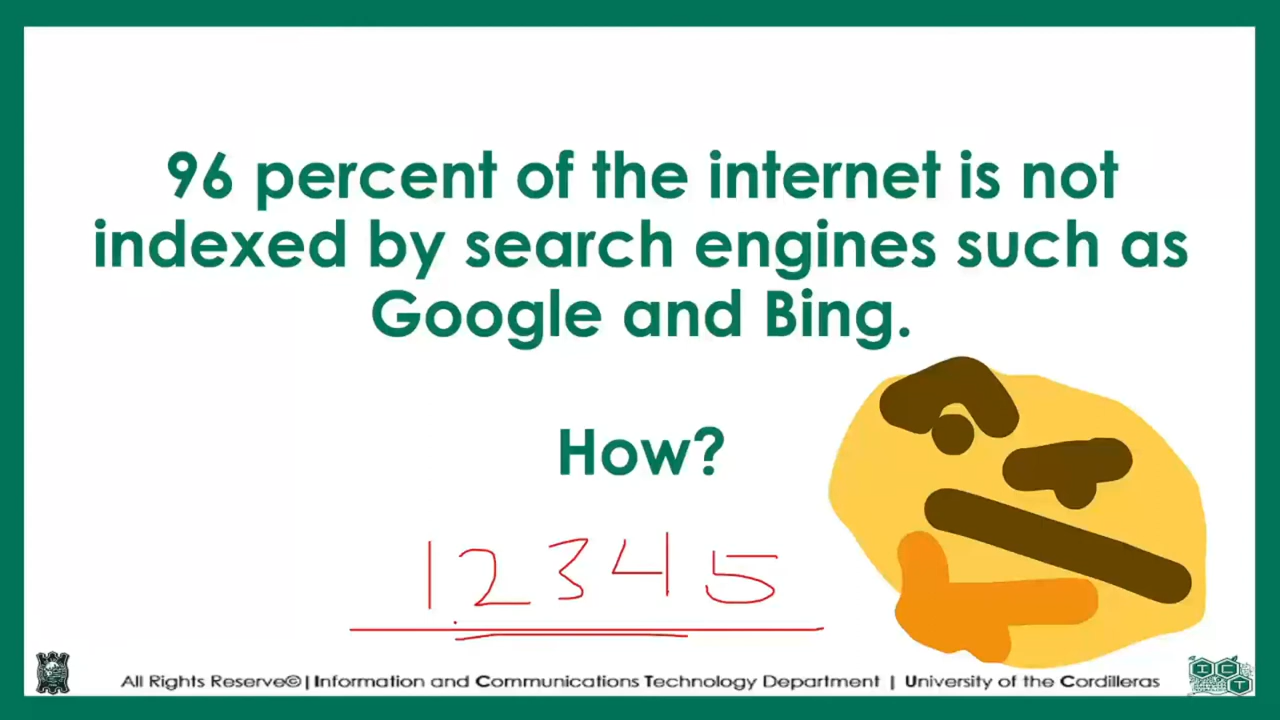 96 percent of the internet is not
indexed by search engines such as
Google and Bing.
How?
12345
All Rights Reserve©|Information and Communications Technology Department | University of the Cordilleras
I C T